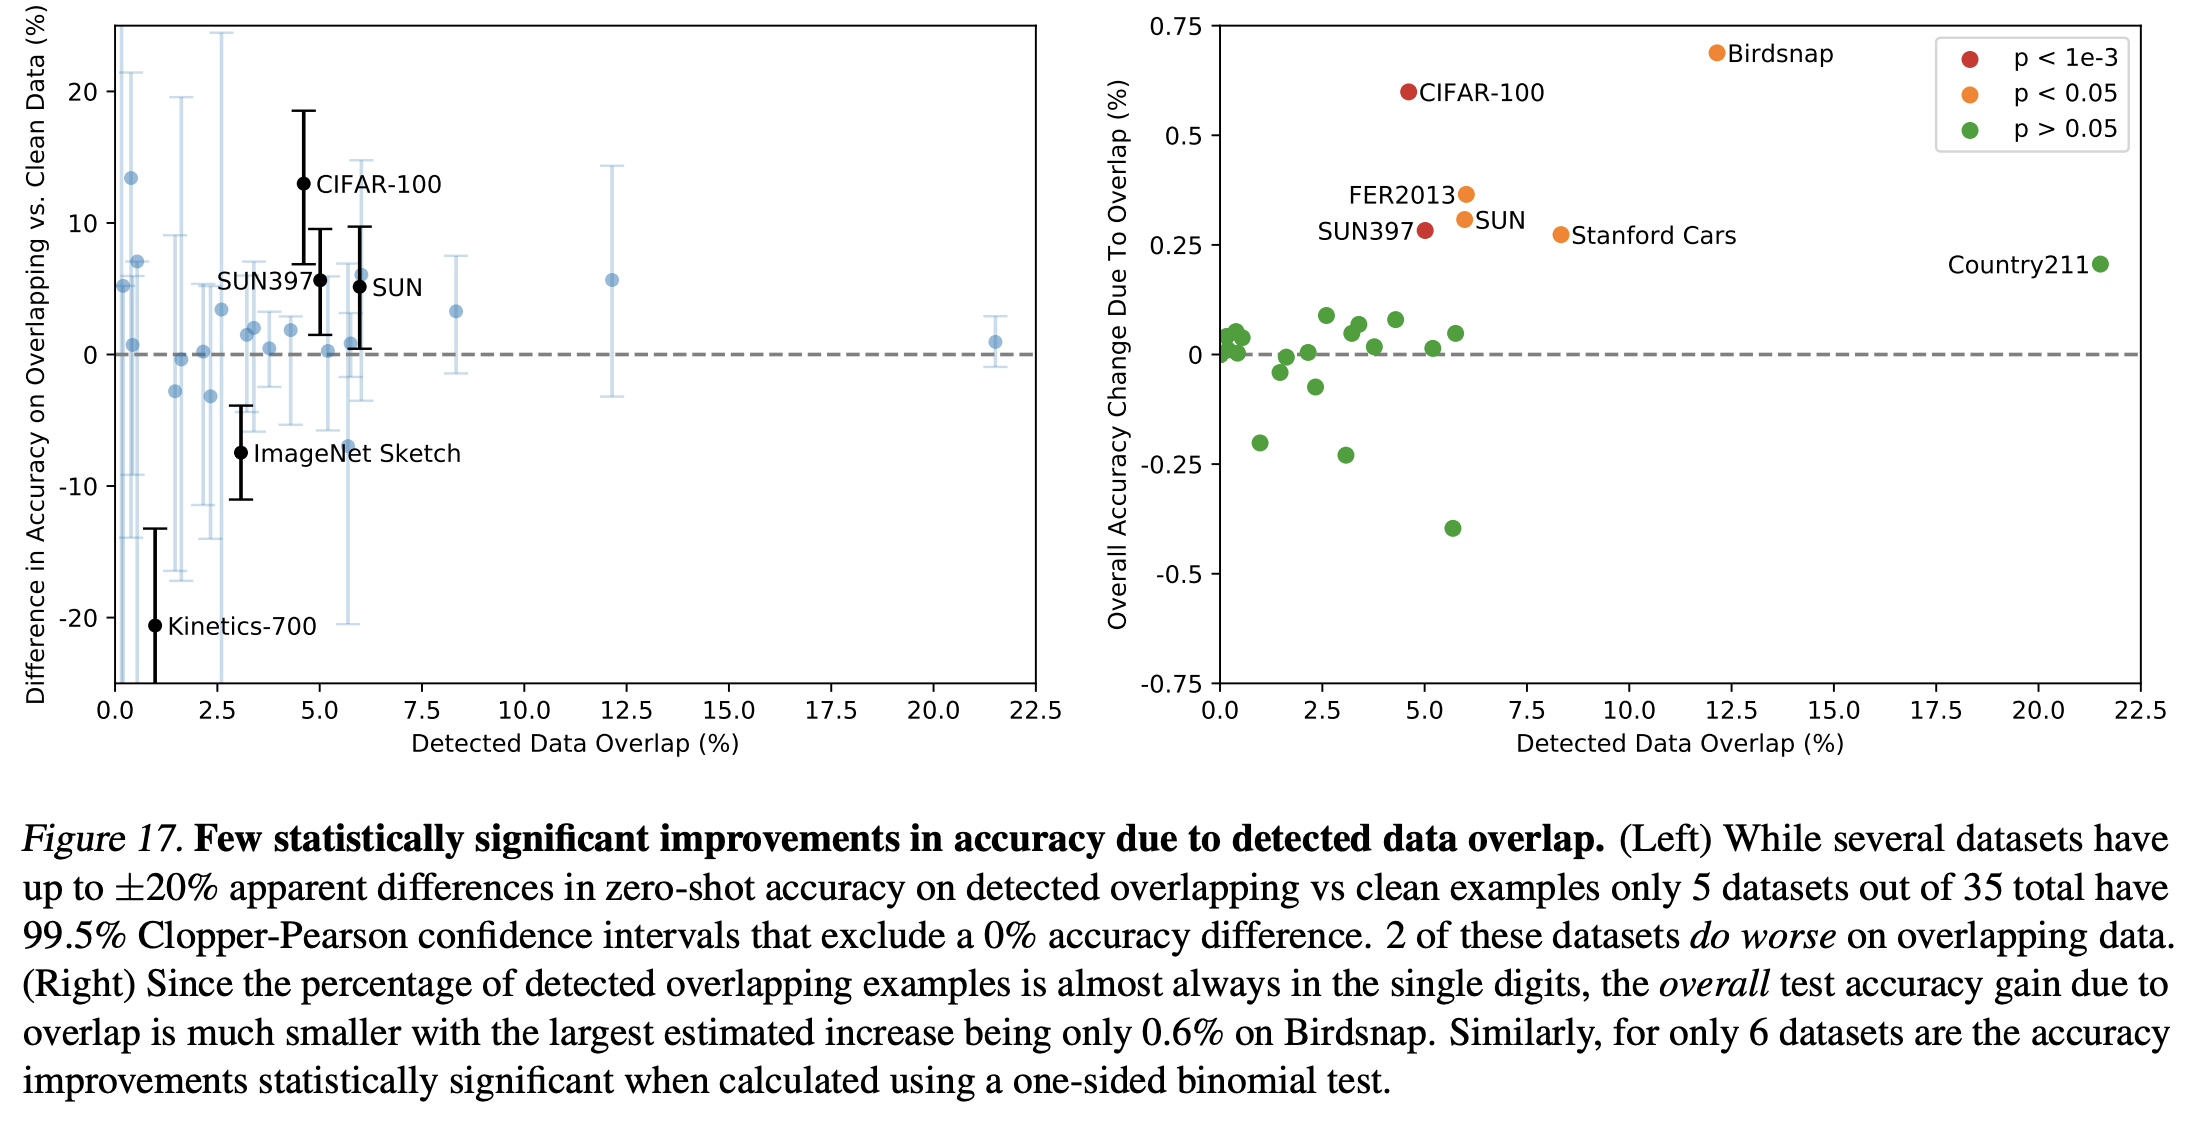 Difference in Accuracy on Overlapping vs. Clean Data (%)
20
10
0
-10
-20
CIFAR-100
SUN397
SUN
ImageNet Sketch
Kinetics-700
0.0 2.5 5.0 7.5 10.0 12.5 15.0 17.5 20.0 22.5
Detected Data Overlap (%)
Overall Accuracy Change Due To Overlap (%)
0.75
0.5
0.25
0
-0.25
-0.5
-0.75
Birdsnap
CIFAR-100
FER2013
SUN
SUN397
Stanford Cars
Country211
p < 1e-3
p < 0.05
p > 0.05
0.0 2.5 5.0 7.5 10.0 12.5 15.0 17.5 20.0 22.5
Detected Data Overlap (%)
Figure 17. Few statistically significant improvements in accuracy due to detected data overlap. (Left) While several datasets have
up to ±20% apparent differences in zero-shot accuracy on detected overlapping vs clean examples only 5 datasets out of 35 total have
99.5% Clopper-Pearson confidence intervals that exclude a 0% accuracy difference. 2 of these datasets do worse on overlapping data.
(Right) Since the percentage of detected overlapping examples is almost always in the single digits, the overall test accuracy gain due to
overlap is much smaller with the largest estimated increase being only 0.6% on Birdsnap. Similarly, for only 6 datasets are the accuracy
improvements statistically significant when calculated using a one-sided binomial test.